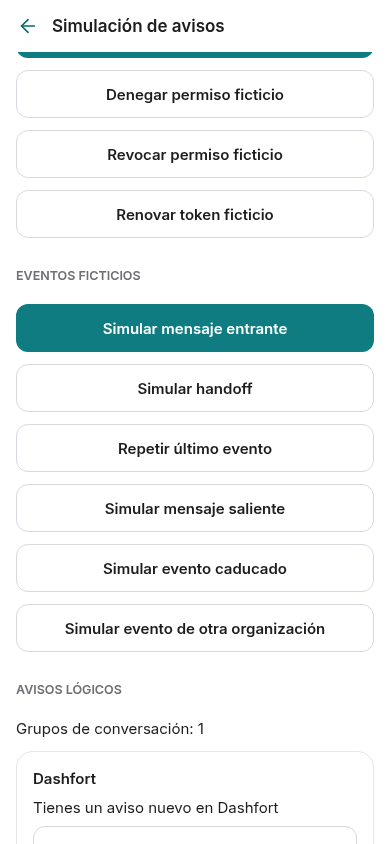 Simulación de avisos
Denegar permiso ficticio
Revocar permiso ficticio
Renovar token ficticio
EVENTOS FICTICIOS
Simular mensaje entrante
Simular handoff
Repetir último evento
Simular mensaje saliente
Simular evento caducado
Simular evento de otra organización
AVISOS LÓGICOS
Grupos de conversación: 1
Dashfort
Tienes un aviso nuevo en Dashfort